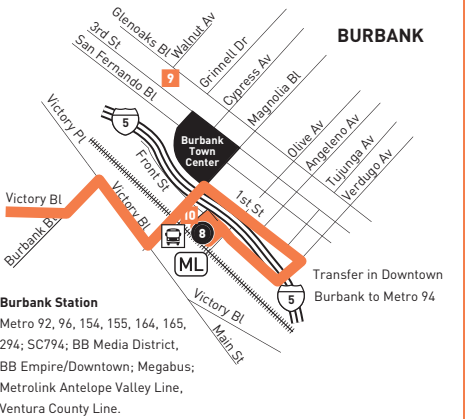 BURBANK
Glenoaks Bl
Walnut Av
3rd St
Grinnell Dr
San Fernando Bl
Cypress Av
9
Magnolia Bl
Victory Pl
5
Burbank
Town
Center
Olive Av
Angeleno Av
Front St
Tujunga Av
Verdugo Av
Victory Bl
Victory Bl
1st St
10
8
Burbank Bl
ML
Transfer in Downtown
Burbank to Metro 94
5
Victory Bl
Main St
Burbank Station
Metro 92, 96, 154, 155, 164, 165,
294; SC794; BB Media District,
BB Empire/Downtown; Megabus;
Metrolink Antelope Valley Line,
Ventura County Line.